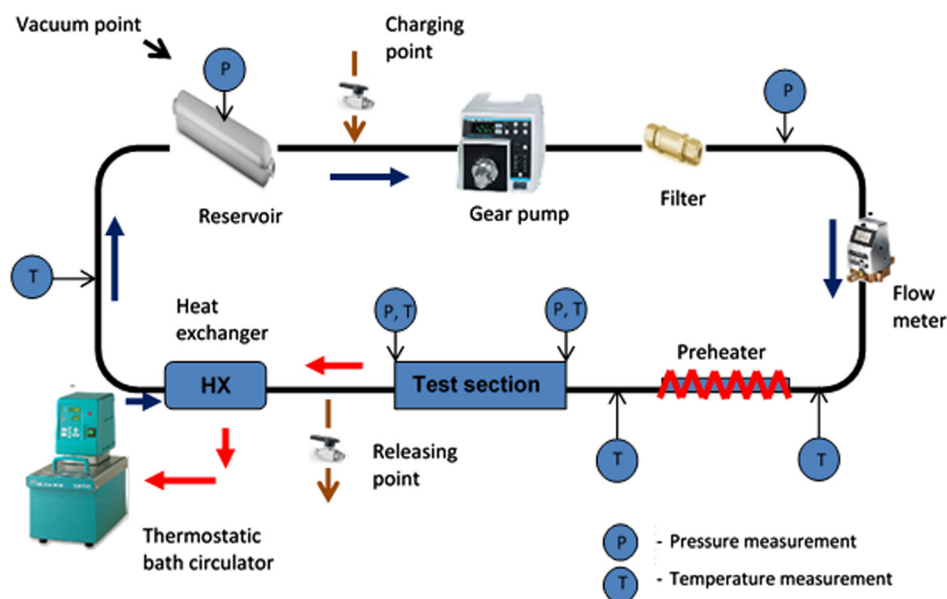 Vacuum point
Charging
point
P
P
Reservoir
Gear pump
Filter
T
Heat
exchanger
P, T
P, T
Preheater
Flow
meter
HX
Test section
Releasing
point
T
T
Thermostatic
bath circulator
P - Pressure measurement
T - Temperature measurement